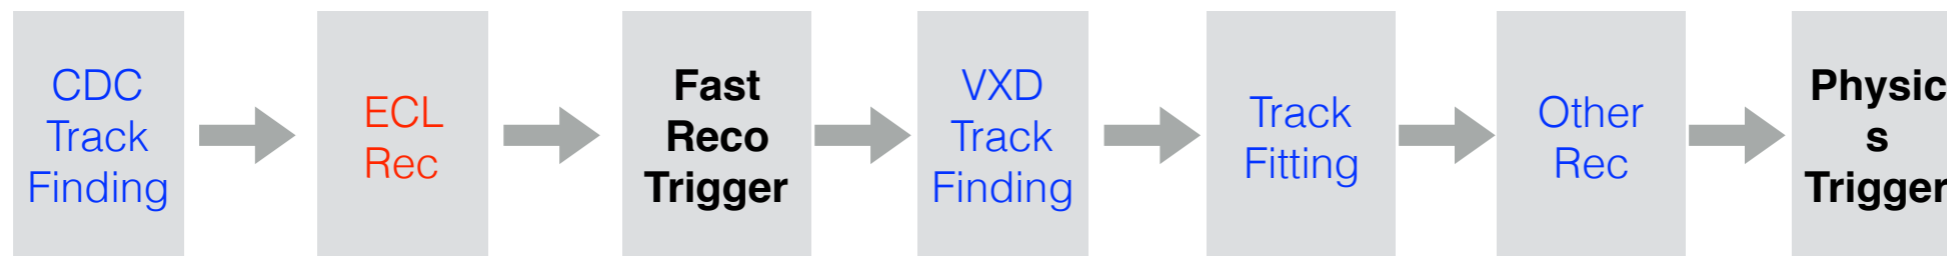 CDC
Track
Finding
ECL
Rec
Fast
Reco
Trigger
VXD
Track
Finding
Track
Fitting
Other
Rec
Physic
s
Trigger